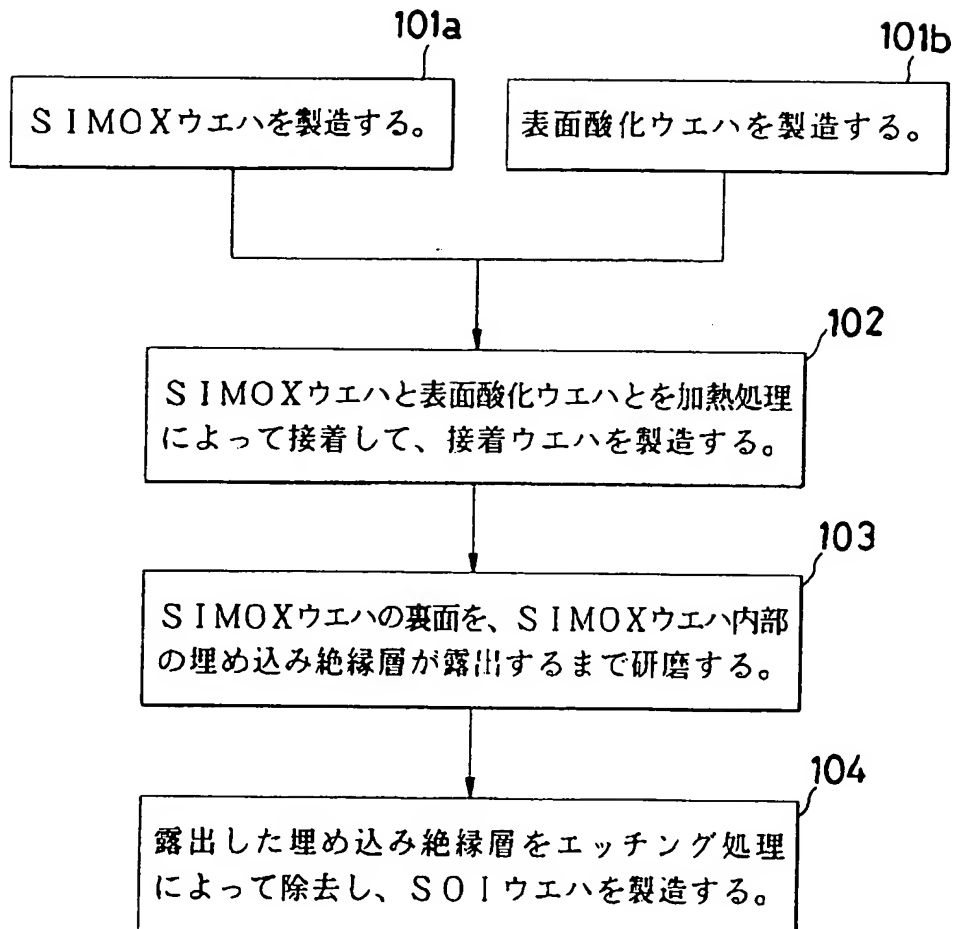 101a
101b
SIMOXウエハを製造する。
表面酸化ウエハを製造する。
102
SIMOXウエハと表面酸化ウエハとを加熱処理
によって接着して、接着ウエハを製造する。
103
SIMOXウエハの裏面を、SIMOXウエハ内部
の埋め込み絶縁層が露出するまで研磨する。
104
露出した埋め込み絶縁層をエッチング処理
によって除去し、SOIウエハを製造する。